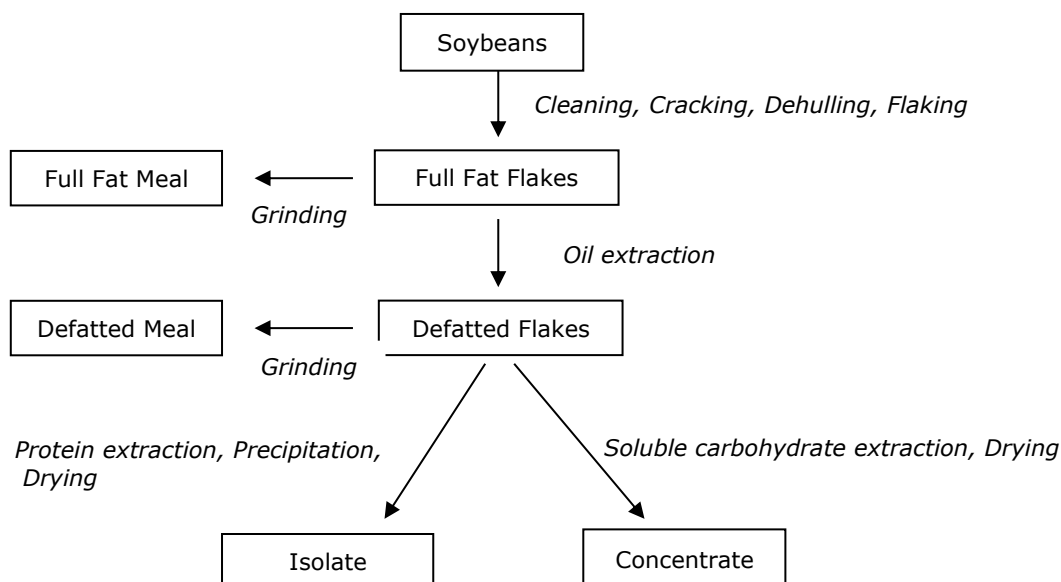 Soybeans
Cleaning, Cracking, Dehulling, Flaking
Full Fat Meal
Full Fat Flakes
Grinding
Oil extraction
Defatted Meal
Defatted Flakes
Grinding
Protein extraction, Precipitation,
Drying
Soluble carbohydrate extraction, Drying
Isolate
Concentrate